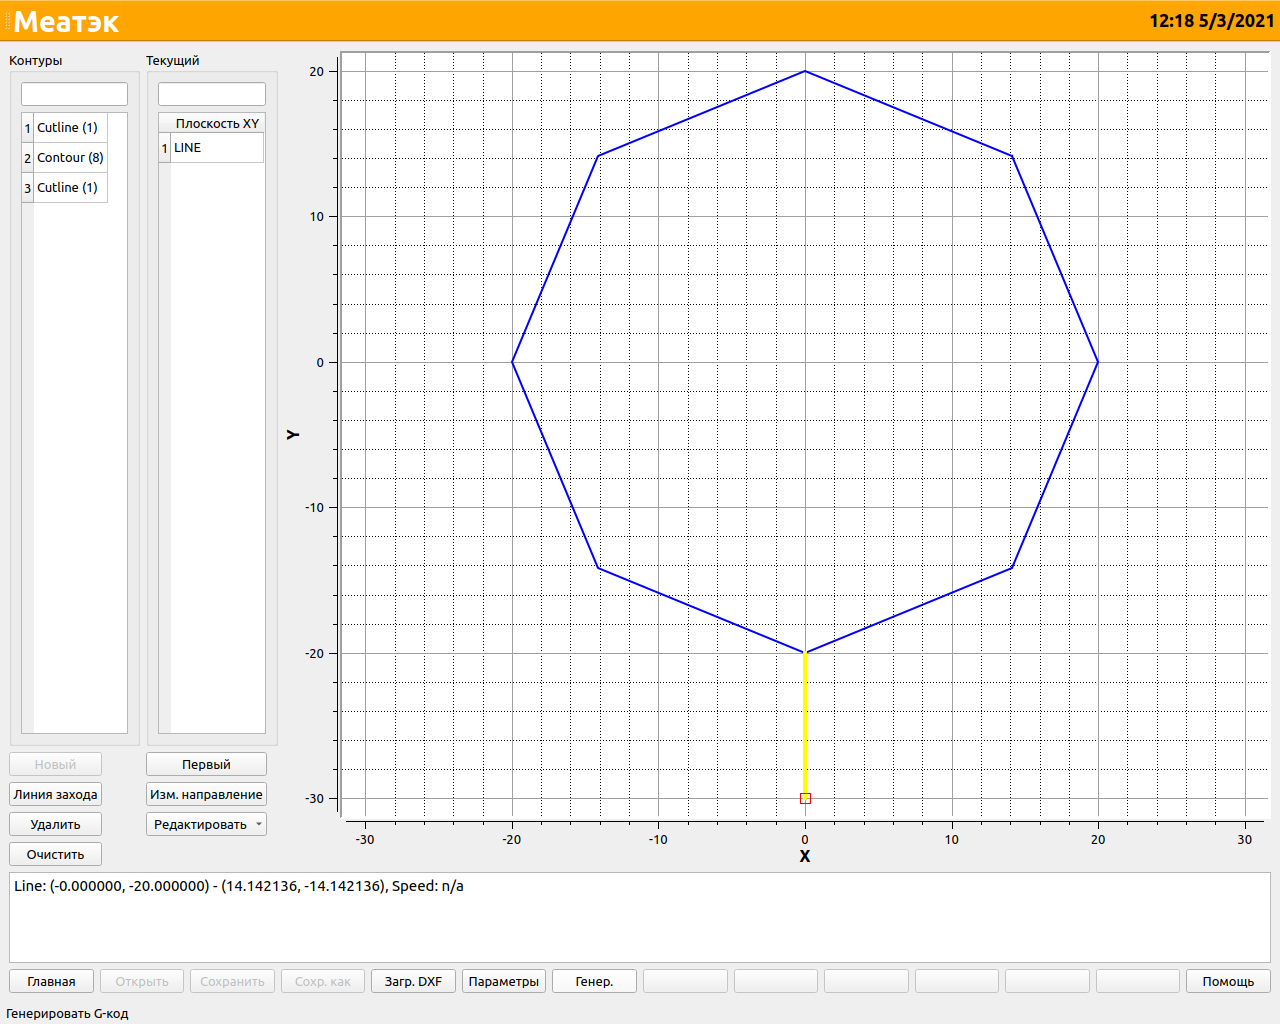 Меатэк
12:18 5/3/2021
Контуры
Текущий
1 Cutline (1)
2 Contour (8)
3 Cutline (1)
Плоскость XY
1 LINE
Новый
Линия захода
Удалить
Очистить
Первый
Изм. направление
Редактировать
20
10
0
-10
-20
-30
Y
-30 -20 -10 0 10 20 30
X
Line: (-0.000000, -20.000000) - (14.142136, -14.142136), Speed: n/a
Главная Открыть Сохранить Сохр. как Загр. DXF Параметры Генер. Помощь
Генерировать G-код